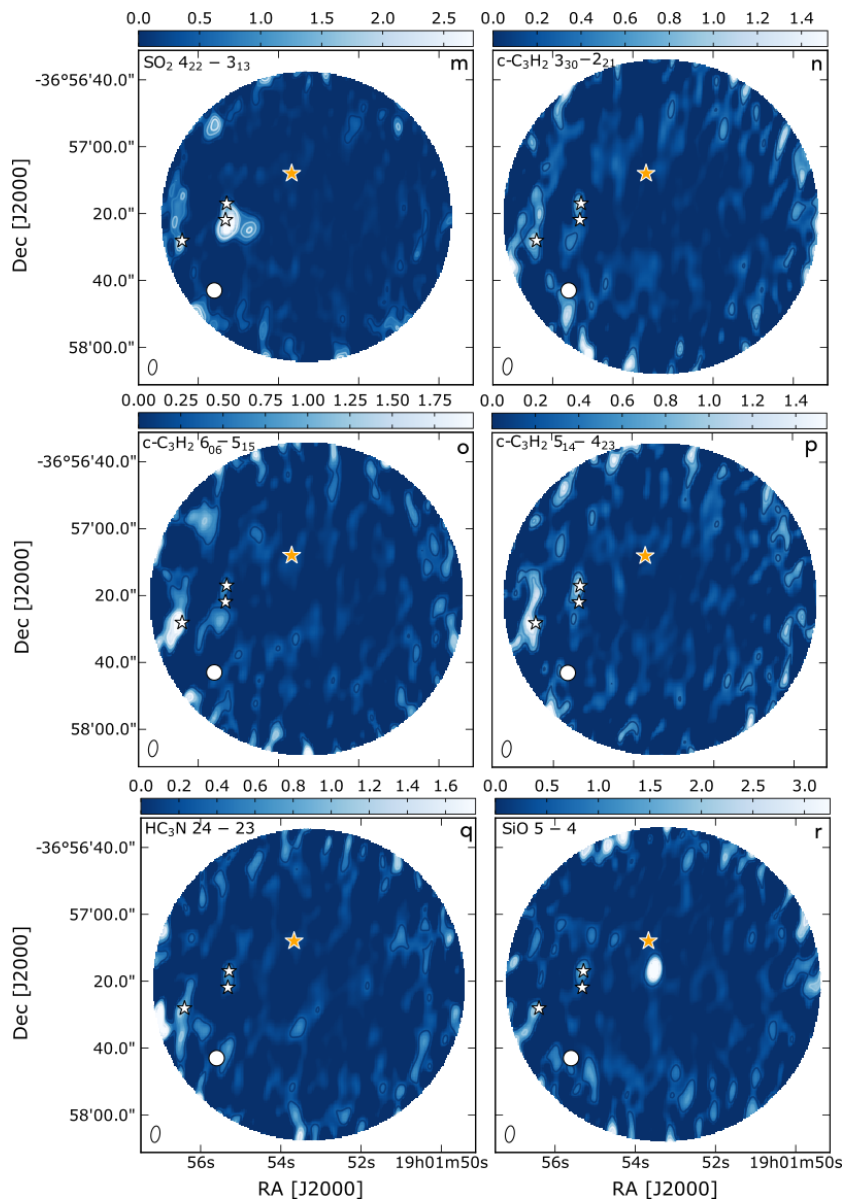 0.0 0.5 1.0 1.5 2.0 2.5
0.0 0.2 0.4 0.6 0.8 1.0 1.2 1.4
SO₂ 4₂₂ − 3₁₃ m
c-C₃H₂ 3₃₀−2₂₁ n
-36°56'40"
57'00.0"
20.0"
40.0"
58'00.0"
Dec [J2000]
0.00 0.25 0.50 0.75 1.00 1.25 1.50 1.75
0.0 0.2 0.4 0.6 0.8 1.0 1.2 1.4
c-C₃H₂ 6₀₆−5₁₅ o
c-C₃H₂ 5₁₄− 4₂₃ p
-36°56'40"
57'00.0"
20.0"
40.0"
58'00.0"
Dec [J2000]
0.0 0.2 0.4 0.6 0.8 1.0 1.2 1.4 1.6
0.0 0.5 1.0 1.5 2.0 2.5 3.0
HC₃N 24 − 23 q
SiO 5 − 4 r
-36°56'40"
57'00.0"
20.0"
40.0"
58'00.0"
Dec [J2000]
56s 54s 52s 19h01m50s
56s 54s 52s 19h01m50s
RA [J2000]
RA [J2000]